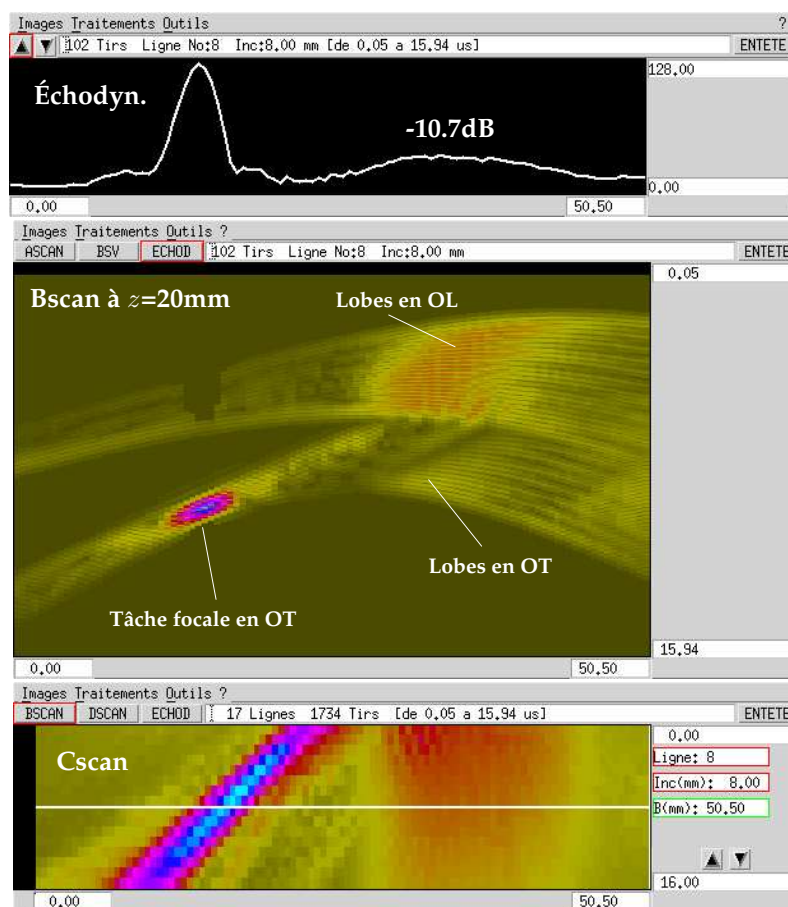 Images Traitements Outils ?
102 Tirs Ligne No:8 Inc:8.00 mm [de 0.05 a 15.94 us] ENTETE
128.00
Échodyn.
-10.7dB
0.00
0.00 50.50
Images Traitements Outils ?
ASCAN BSV ECHOD 102 Tirs Ligne No:8 Inc:8.00 mm ENTETE
0.05
Bscan à z=20mm
Lobes en OL
Lobes en OT
Tâche focale en OT
15.94
0.00 50.50
Images Traitements Outils ?
BSCAN DSCAN ECHOD 17 Lignes 1734 Tirs [de 0.05 a 15.94 us] ENTETE
0.00
Cscan
Ligne: 8
Inc(mm): 8.00
B(mm): 50.50
16.00
0.00 50.50